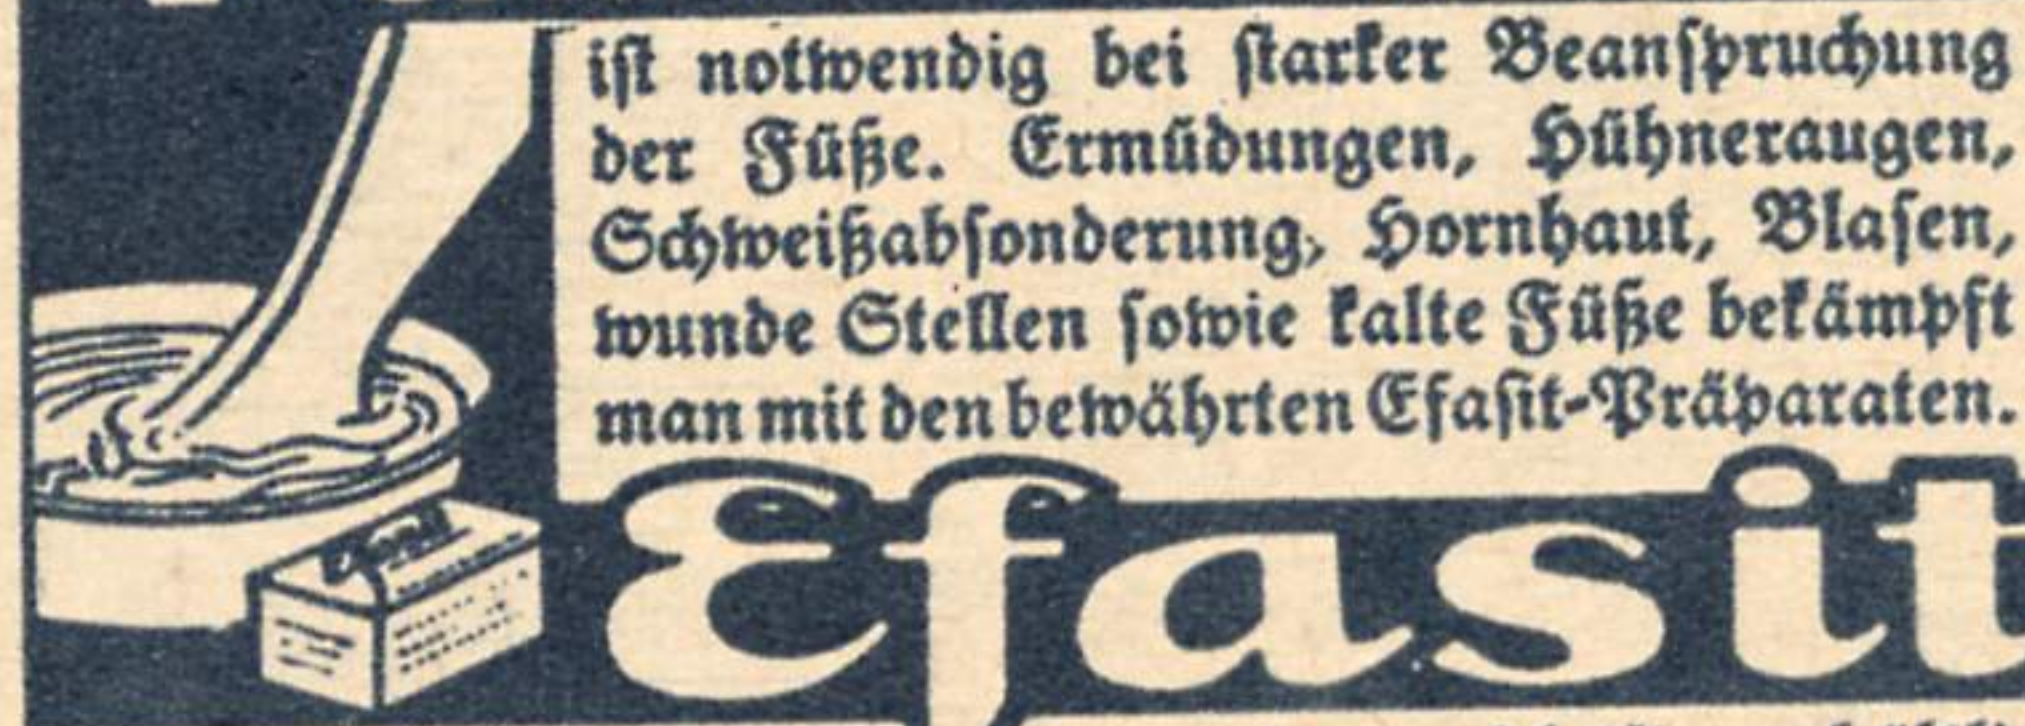 ist notwendig bei starker Beanspruchung
der Füße. Ermüdungen, Hühneraugen,
Schweißabsonderung, Hornhaut, Blasen,
wunde Stellen sowie kalte Füße bekämpft
man mit den bewährten Efasit-Präparaten.
Efasit